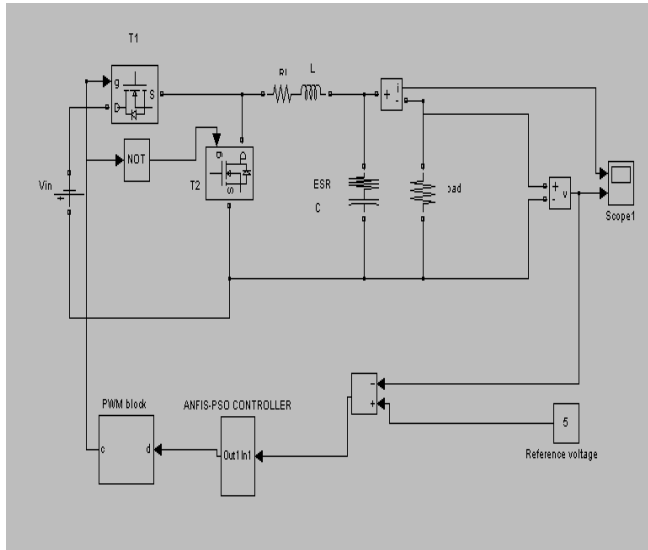 T1
g
D
S
Rl
L
+
-
i
NOT
g
D
S
T2
Vin
+
ESR
C
oad
+
-
v
Scope1
PWM block
ANFIS-PSO CONTROLLER
c
d
Out1
In1
-
+
5
Reference voltage